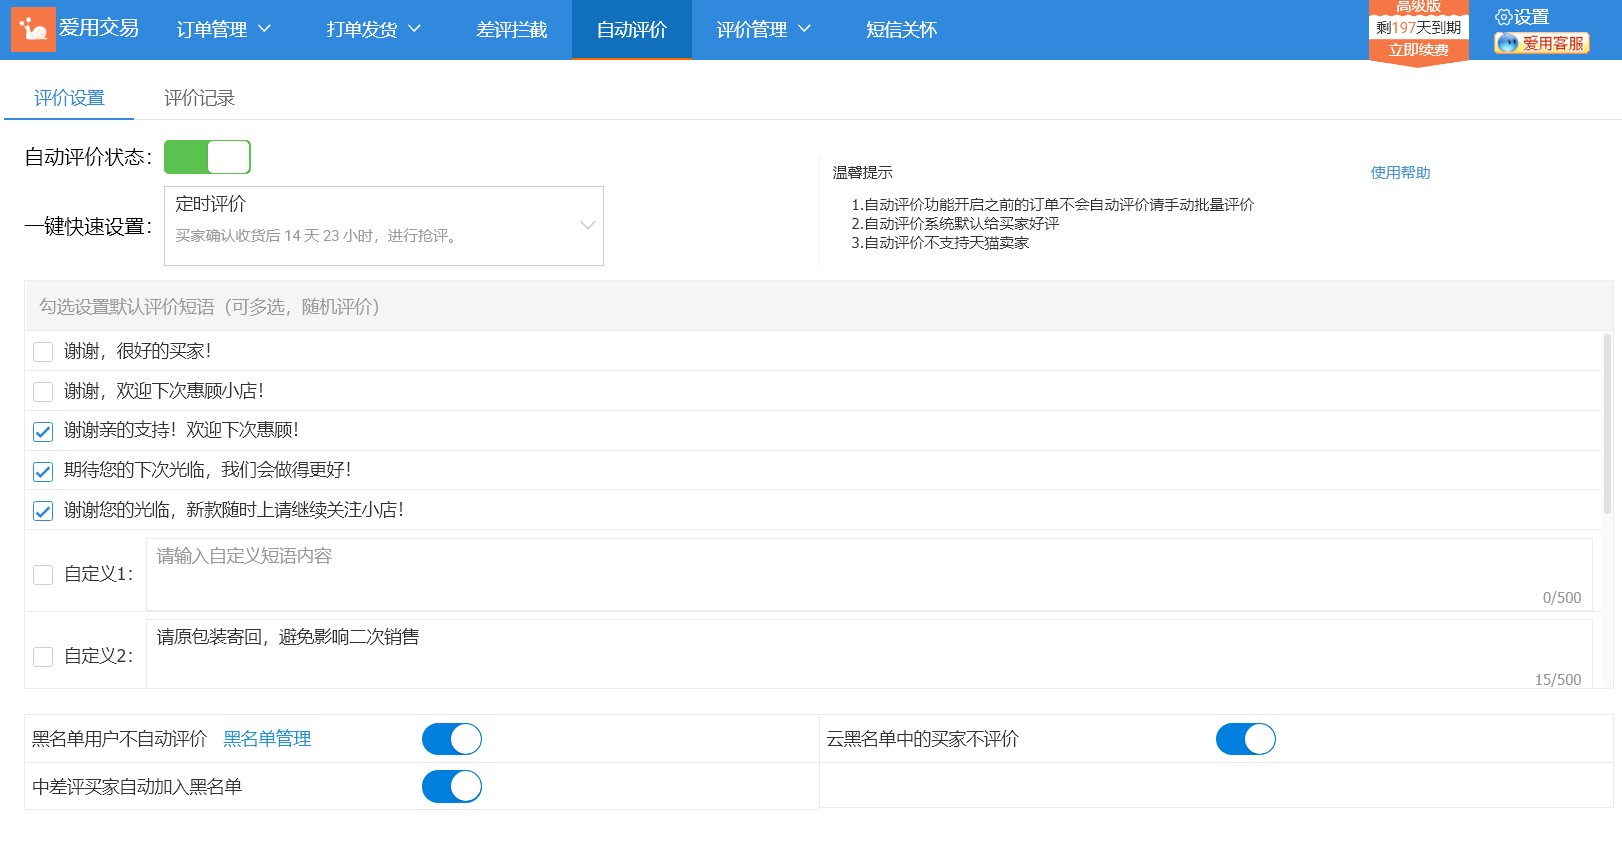 爱用交易
订单管理
打单发货
差评拦截
自动评价
评价管理
短信关怀
高级版
剩197天到期
立即续费
设置
爱用客服
评价设置
评价记录
自动评价状态：
一键快速设置：
定时评价
买家确认收货后 14 天 23 小时，进行抢评。
温馨提示
使用帮助
1.自动评价功能开启之前的订单不会自动评价请手动批量评价
2.自动评价系统默认给买家好评
3.自动评价不支持天猫卖家
勾选设置默认评价短语（可多选，随机评价）
谢谢，很好的买家！
谢谢，欢迎下次惠顾小店！
谢谢亲的支持！欢迎下次惠顾！
期待您的下次光临，我们会做得更好！
谢谢您的光临，新款随时上请继续关注小店！
自定义1：
请输入自定义短语内容
0/500
自定义2：
请原包装寄回，避免影响二次销售
15/500
黑名单用户不自动评价 黑名单管理
云黑名单中的买家不评价
中差评买家自动加入黑名单